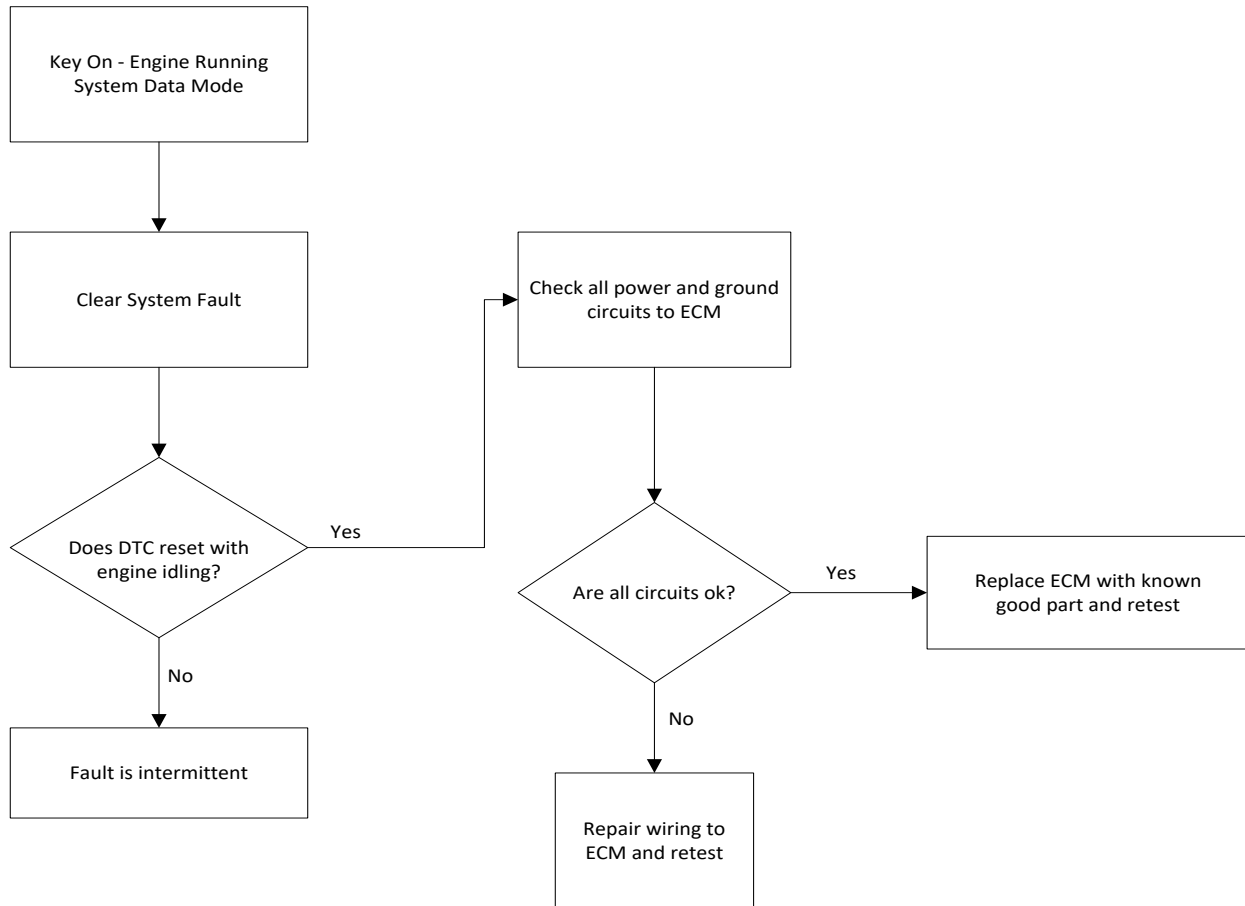 Key On - Engine Running
System Data Mode
Clear System Fault
Check all power and ground
circuits to ECM
Does DTC reset with
engine idling?
Yes
No
Fault is intermittent
Are all circuits ok?
Yes
Replace ECM with known
good part and retest
No
Repair wiring to
ECM and retest